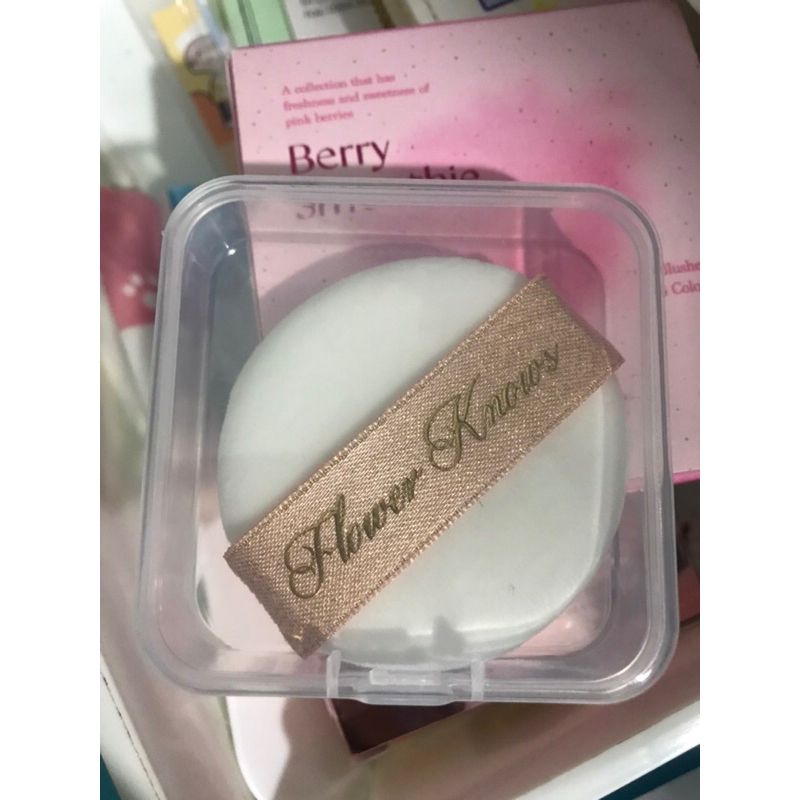 A collection that has
freshness and sweetness of
pink berries
Berry
Flower Knows